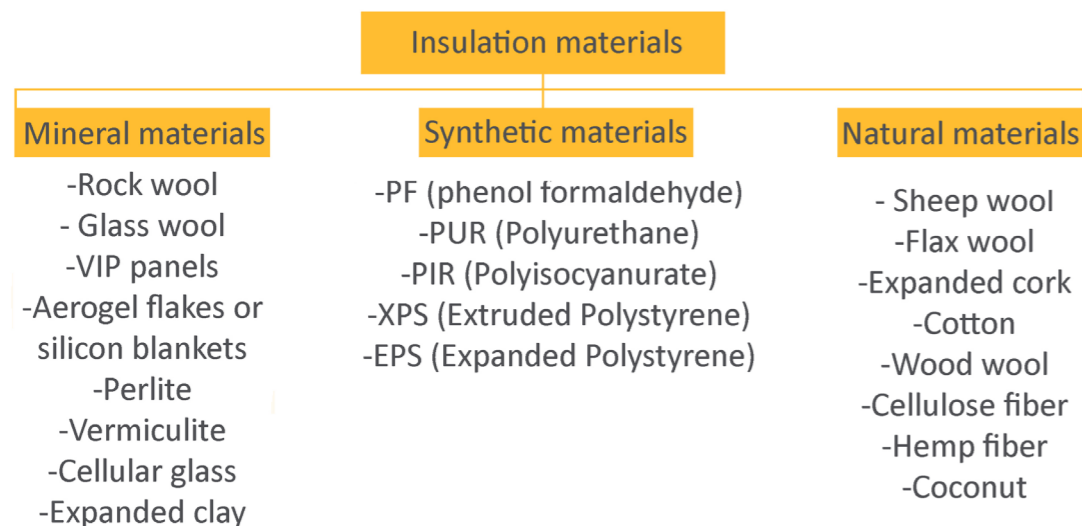 Insulation materials
Mineral materials
-Rock wool
- Glass wool
-VIP panels
-Aerogel flakes or
silicon blankets
-Perlite
-Vermiculite
-Cellular glass
-Expanded clay
Synthetic materials
-PF (phenol formaldehyde)
-PUR (Polyurethane)
-PIR (Polyisocyanurate)
-XPS (Extruded Polystyrene)
-EPS (Expanded Polystyrene)
Natural materials
- Sheep wool
-Flax wool
-Expanded cork
-Cotton
-Wood wool
-Cellulose fiber
-Hemp fiber
-Coconut